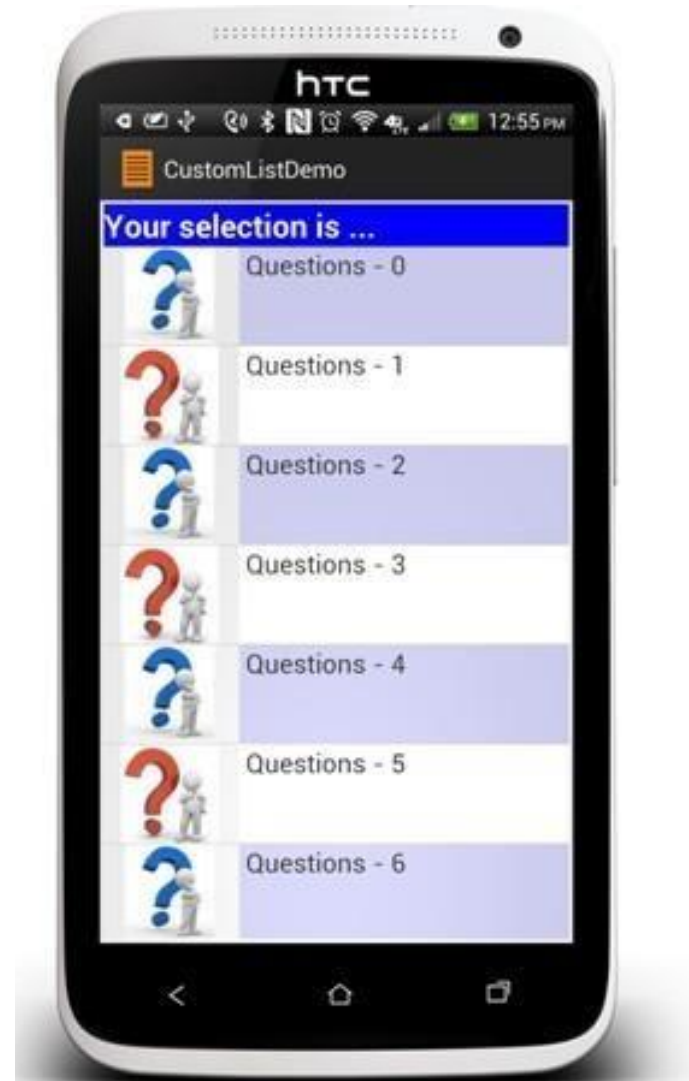 hTC
12:55 PM
CustomListDemo
Your selection is ...
Questions - 0
Questions - 1
Questions - 2
Questions - 3
Questions - 4
Questions - 5
Questions - 6